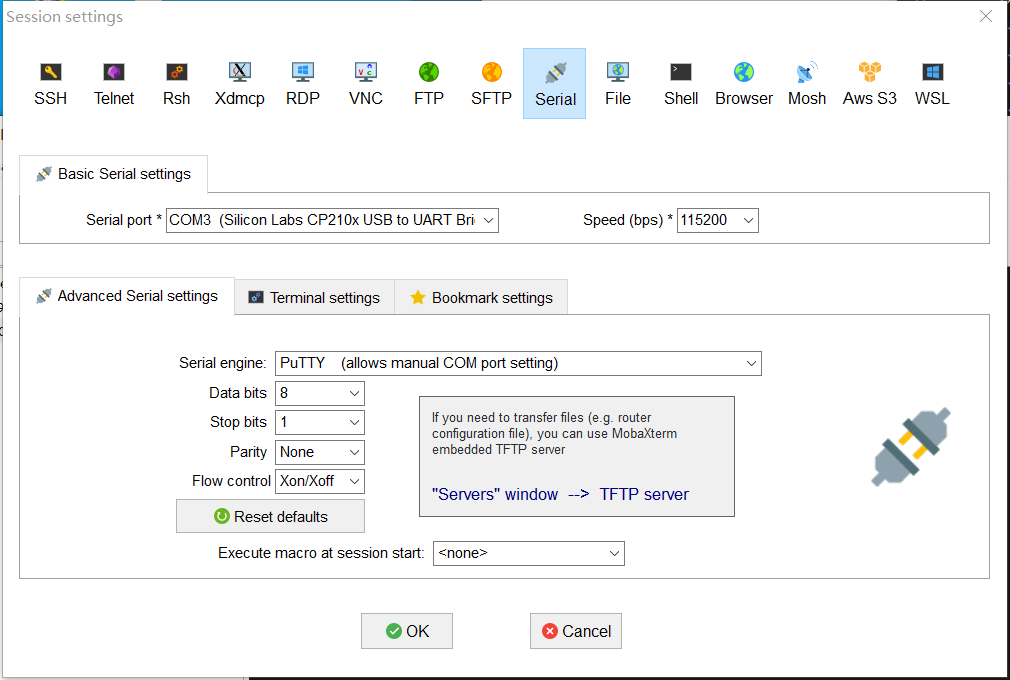 Session settings
SSH Telnet Rsh Xdmcp RDP VNC FTP SFTP Serial File Shell Browser Mosh Aws S3 WSL
Basic Serial settings
Serial port * COM3 (Silicon Labs CP210x USB to UART Bri Speed (bps) * 115200
Advanced Serial settings Terminal settings Bookmark settings
Serial engine: PuTTY (allows manual COM port setting)
Data bits 8
Stop bits 1
Parity None
Flow control Xon/Xoff
Reset defaults
If you need to transfer files (e.g. router
configuration file), you can use MobaXterm
embedded TFTP server
"Servers" window --> TFTP server
Execute macro at session start: <none>
OK Cancel